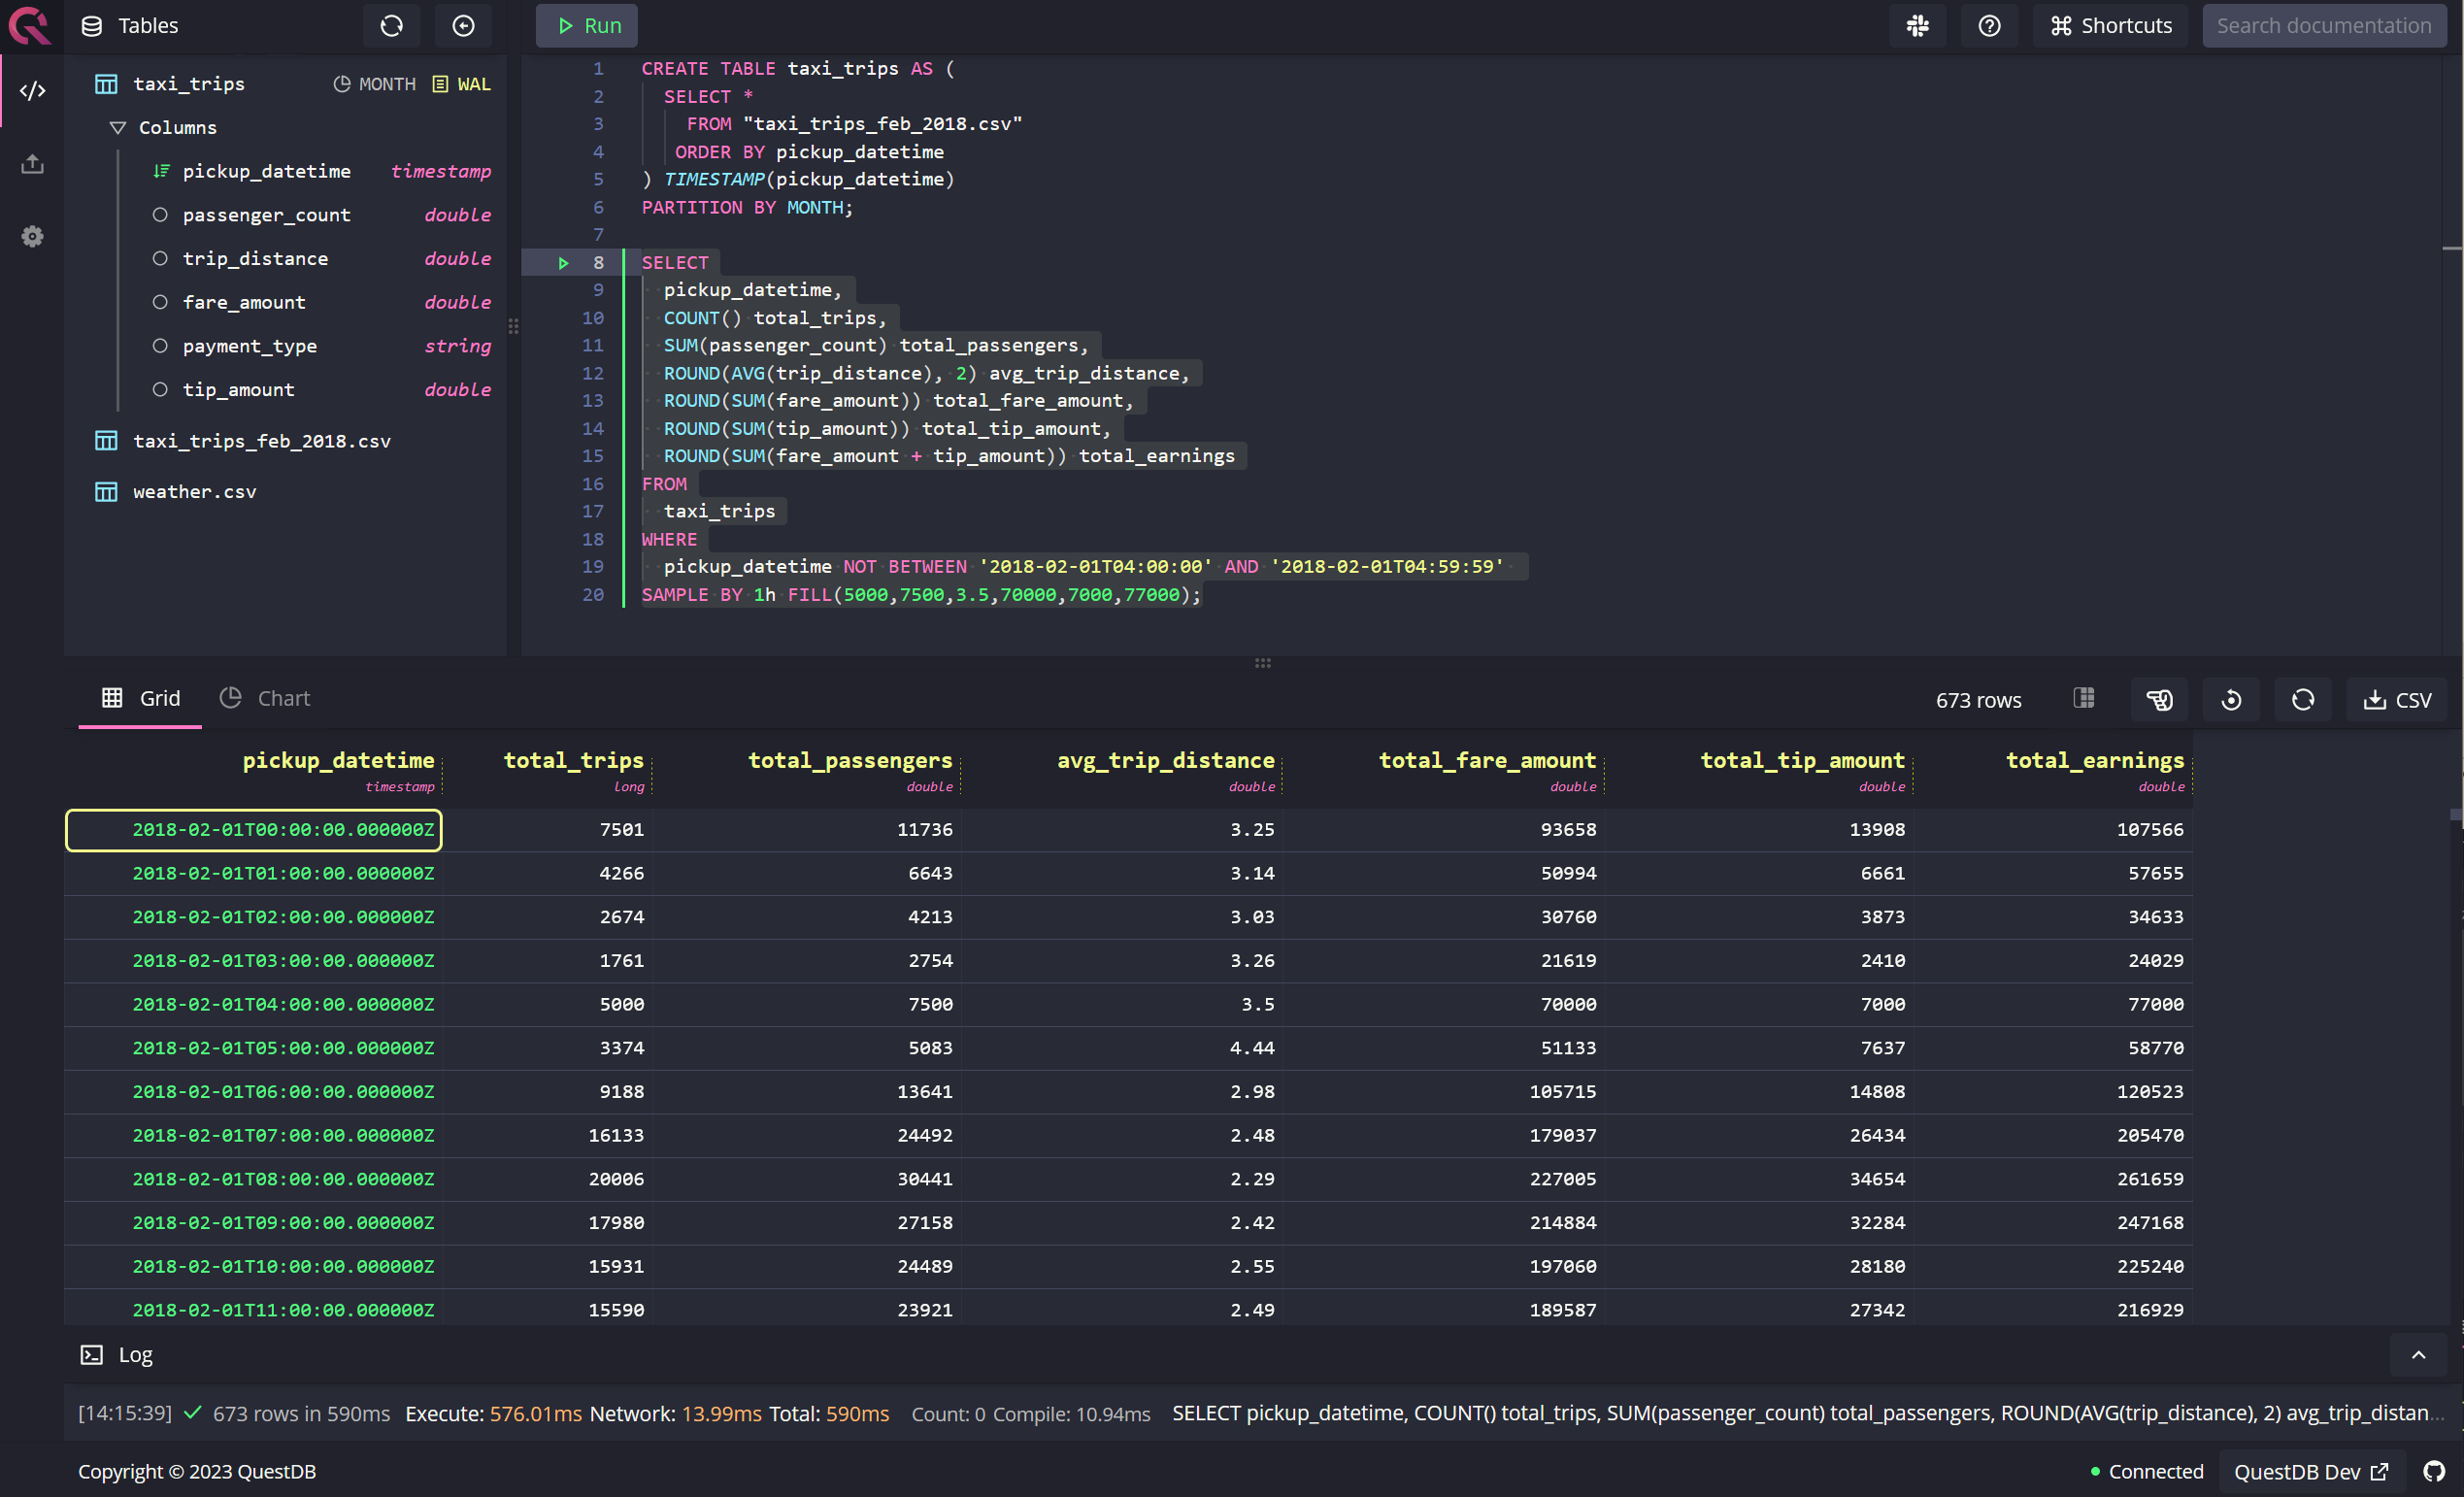 Tables
Run
Shortcuts
Search documentation
taxi_trips MONTH WAL
Columns
pickup_datetime timestamp
passenger_count double
trip_distance double
fare_amount double
payment_type string
tip_amount double
taxi_trips_feb_2018.csv
weather.csv
1 CREATE TABLE taxi_trips AS (
2 SELECT *
3 FROM "taxi_trips_feb_2018.csv"
4 ORDER BY pickup_datetime
5 ) TIMESTAMP(pickup_datetime)
6 PARTITION BY MONTH;
7
8 SELECT
9 pickup_datetime,
10 COUNT() total_trips,
11 SUM(passenger_count) total_passengers,
12 ROUND(AVG(trip_distance), 2) avg_trip_distance,
13 ROUND(SUM(fare_amount)) total_fare_amount,
14 ROUND(SUM(tip_amount)) total_tip_amount,
15 ROUND(SUM(fare_amount + tip_amount)) total_earnings
16 FROM
17 taxi_trips
18 WHERE
19 pickup_datetime NOT BETWEEN '2018-02-01T04:00:00' AND '2018-02-01T04:59:59'
20 SAMPLE BY 1h FILL(5000,7500,3.5,70000,7000,77000);
Grid Chart 673 rows CSV
pickup_datetime total_trips total_passengers avg_trip_distance total_fare_amount total_tip_amount total_earnings
timestamp long double double double double double
2018-02-01T00:00:00.000000Z 7501 11736 3.25 93658 13908 107566
2018-02-01T01:00:00.000000Z 4266 6643 3.14 50994 6661 57655
2018-02-01T02:00:00.000000Z 2674 4213 3.03 30760 3873 34633
2018-02-01T03:00:00.000000Z 1761 2754 3.26 21619 2410 24029
2018-02-01T04:00:00.000000Z 5000 7500 3.5 70000 7000 77000
2018-02-01T05:00:00.000000Z 3374 5083 4.44 51133 7637 58770
2018-02-01T06:00:00.000000Z 9188 13641 2.98 105715 14808 120523
2018-02-01T07:00:00.000000Z 16133 24492 2.48 179037 26434 205470
2018-02-01T08:00:00.000000Z 20006 30441 2.29 227005 34654 261659
2018-02-01T09:00:00.000000Z 17980 27158 2.42 214884 32284 247168
2018-02-01T10:00:00.000000Z 15931 24489 2.55 197060 28180 225240
2018-02-01T11:00:00.000000Z 15590 23921 2.49 189587 27342 216929
Log
[14:15:39] 673 rows in 590ms Execute: 576.01ms Network: 13.99ms Total: 590ms Count: 0 Compile: 10.94ms SELECT pickup_datetime, COUNT() total_trips, SUM(passenger_count) total_passengers, ROUND(AVG(trip_distance), 2) avg_trip_distan...
Copyright © 2023 QuestDB
Connected
QuestDB Dev